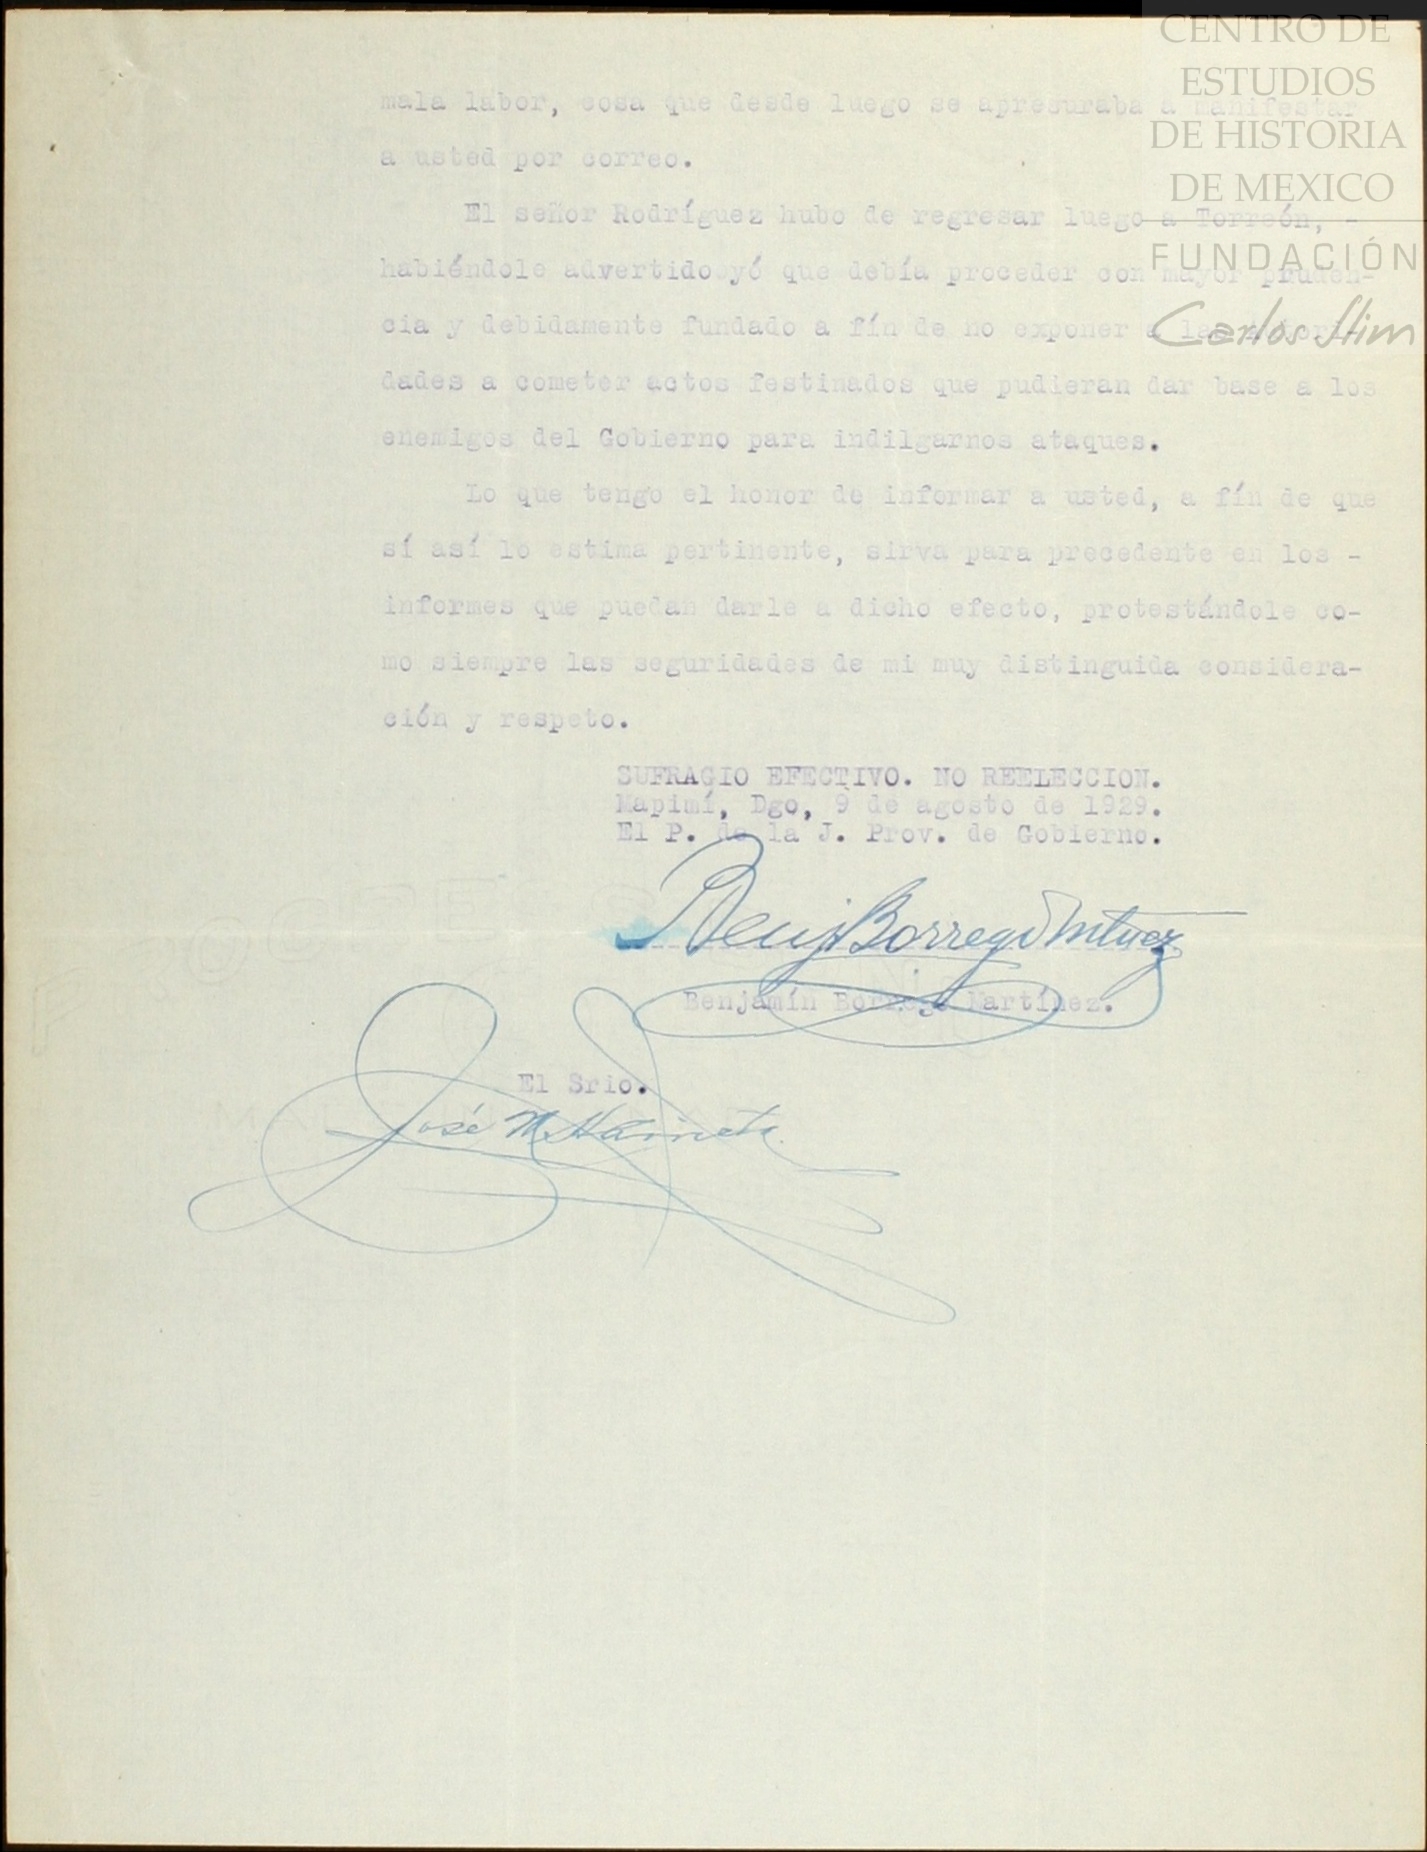 CENTRO DE
ESTUDIOS
DE HISTORIA
DE MEXICO
FUNDACIÓN
Carlos Slim
mala labor, cosa que desde luego se apresuraba a manifestar
a usted por correo.
El señor Rodríguez hubo de regresar luego a Torreón, -
habiéndole advertido yó que debía proceder con mayor pruden-
cia y debidamente fundado a fín de no exponer a las autori-
dades a cometer actos festinados que pudieran dar base a los
enemigos del Gobierno para indilgarnos ataques.
Lo que tengo el honor de informar a usted, a fín de que
sí así lo estima pertinente, sirva para precedente en los -
informes que puedan darle a dicho efecto, protestándole co-
mo siempre las seguridades de mi muy distinguida considera-
ción y respeto.
SUFRAGIO EFECTIVO. NO REELECCION.
Mapimí, Dgo, 9 de agosto de 1929.
El P. de la J. Prov. de Gobierno.
Benj Borrego Mtnez
Benjamín Borrego Martínez.
El Srio.
José M.